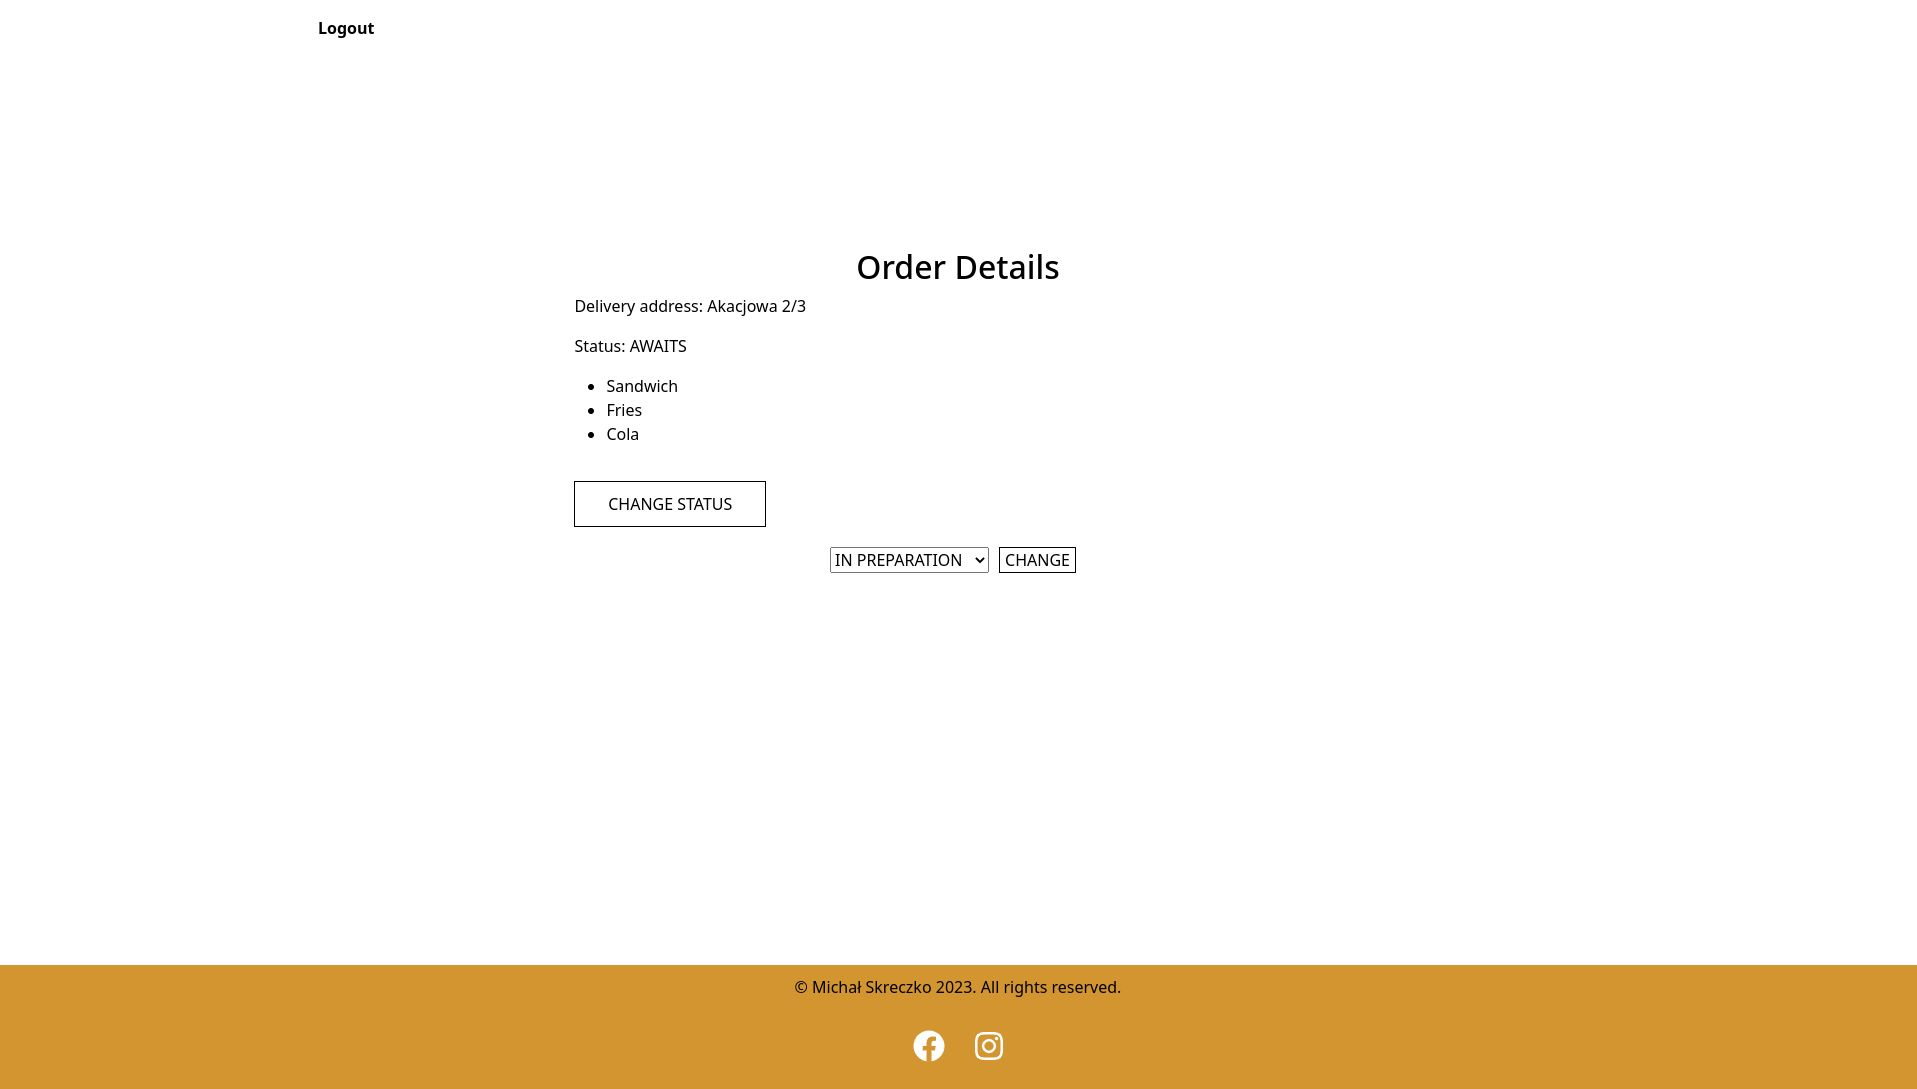 Logout
Order Details
Delivery address: Akacjowa 2/3
Status: AWAITS
Sandwich
Fries
Cola
CHANGE STATUS
IN PREPARATION CHANGE
© Michał Skreczko 2023. All rights reserved.